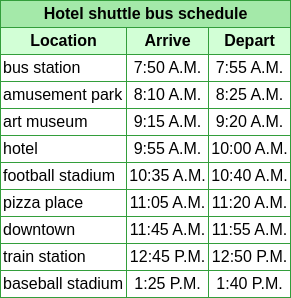 Hotel shuttle bus schedule
Location Arrive Depart
bus station 7:50 A.M. 7:55 A.M.
amusement park 8:10 A.M. 8:25 A.M.
art museum 9:15 A.M. 9:20 A.M.
hotel 9:55 A.M. 10:00 A.M.
football stadium 10:35 A.M. 10:40 A.M.
pizza place 11:05 A.M. 11:20 A.M.
downtown 11:45 A.M. 11:55 A.M.
train station 12:45 P.M. 12:50 P.M.
baseball stadium 1:25 P.M. 1:40 P.M.